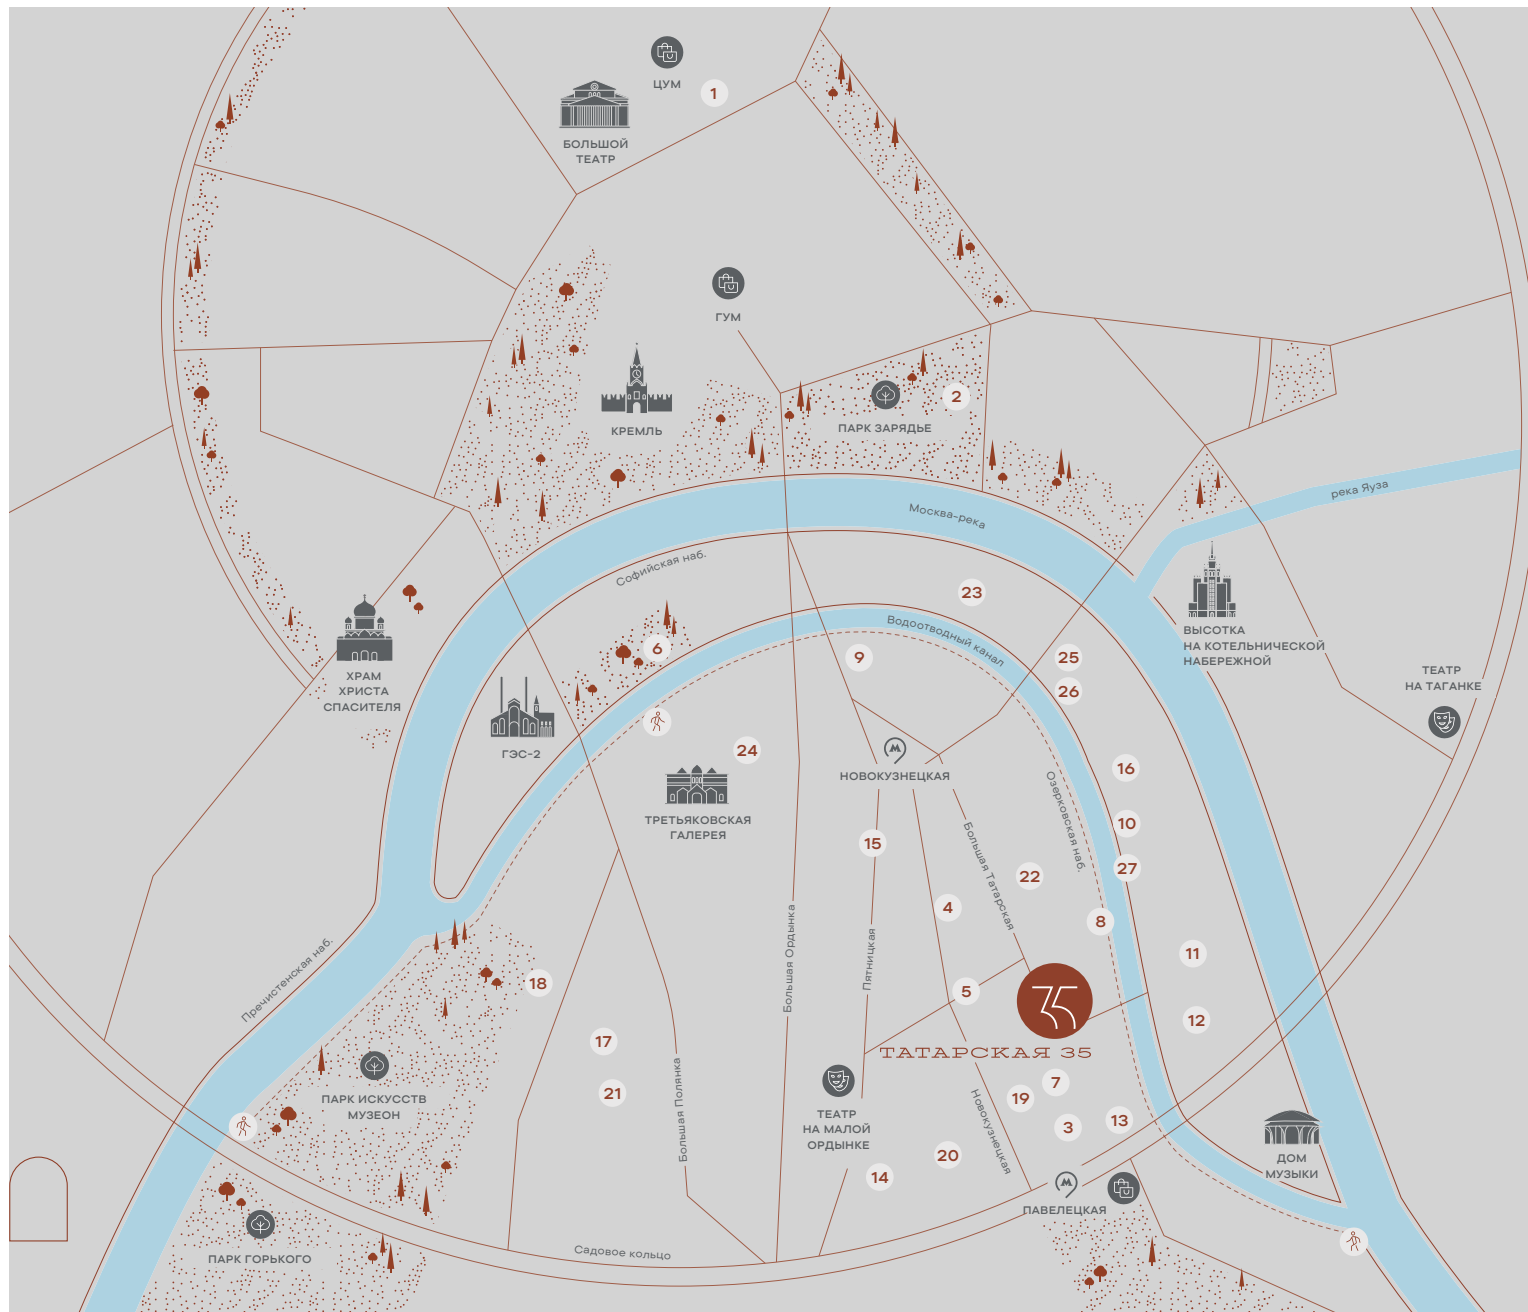 ЦУМ
1
БОЛЬШОЙ
ТЕАТР
ГУМ
КРЕМЛЬ
2
ПАРК ЗАРЯДЬЕ
река Яуза
Москва-река
Софийская наб.
23
Водоотводный канал
ВЫСОТКА
НА КОТЕЛЬНИЧЕСКОЙ
НАБЕРЕЖНОЙ
6
9
25
26
ХРАМ
ХРИСТА
СПАСИТЕЛЯ
ТЕАТР
НА ТАГАНКЕ
ГЭС-2
24
М
НОВОКУЗНЕЦКАЯ
16
ТРЕТЬЯКОВСКАЯ
ГАЛЕРЕЯ
Озерковская наб.
10
15
Большая Татарская
27
22
4
8
Большая Ордынка
Пятницкая
11
Пречистенская наб.
18
5
35
ТАТАРСКАЯ 35
12
17
21
Большая Полянка
ПАРК ИСКУССТВ
МУЗЕОН
ТЕАТР
НА МАЛОЙ
ОРДЫНКЕ
7
19
3
13
Новокузнецкая
20
14
ДОМ
МУЗЫКИ
М
ПАВЕЛЕЦКАЯ
ПАРК ГОРЬКОГО
Садовое кольцо